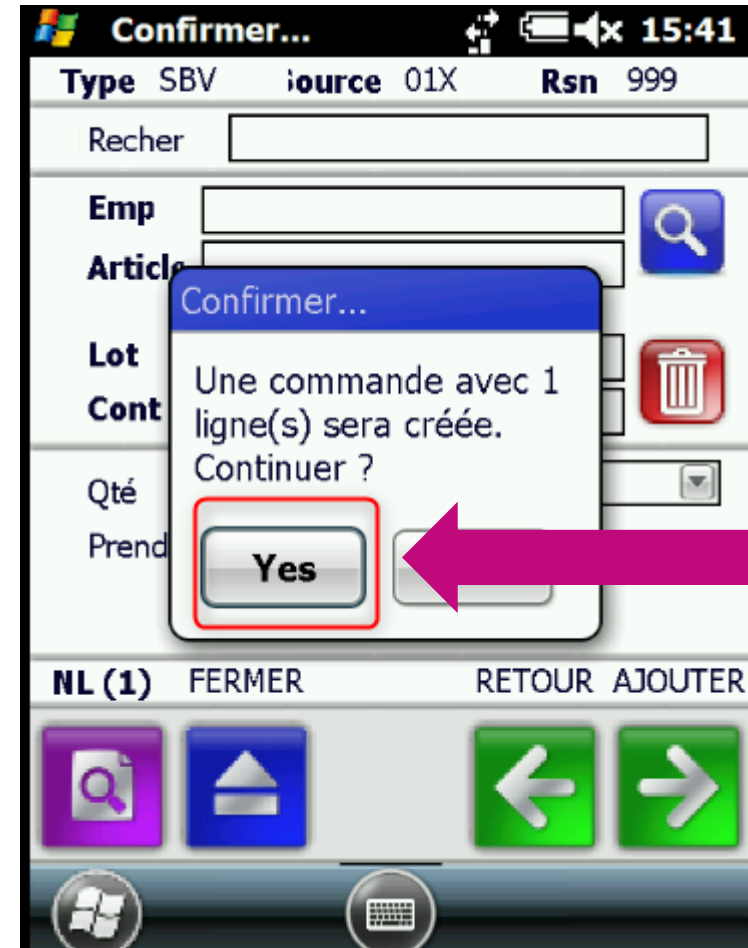 Confirmer... 15:41
Type SBV ource 01X Rsn 999
Recher
Emp
Article
Confirmer...
Lot
Une commande avec 1
Cont
ligne(s) sera créée.
Continuer ?
Qté
Prend
Yes
NL (1) FERMER RETOUR AJOUTER